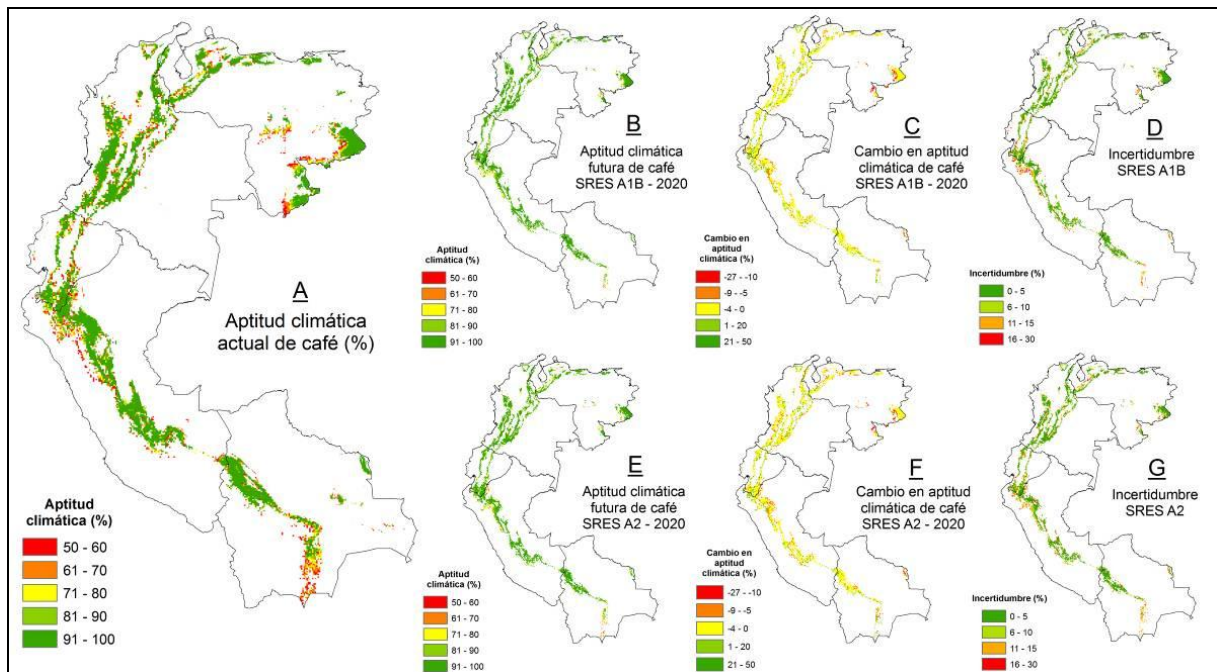 A
Aptitud climática
actual de café (%)
Aptitud
climática (%)
50 - 60
61 - 70
71 - 80
81 - 90
91 - 100
B
Aptitud climática
futura de café
SRES A1B - 2020
Aptitud
climática (%)
50 - 60
61 - 70
71 - 80
81 - 90
91 - 100
C
Cambio en aptitud
climática de café
SRES A1B - 2020
Cambio en
aptitud
climática (%)
-27 - -10
-9 - -5
-4 - 0
1 - 20
21 - 50
D
Incertidumbre
SRES A1B
Incertidumbre (%)
0 - 5
6 - 10
11 - 15
16 - 30
E
Aptitud climática
futura de café
SRES A2 - 2020
Aptitud
climática (%)
50 - 60
61 - 70
71 - 80
81 - 90
91 - 100
F
Cambio en aptitud
climática de café
SRES A2 - 2020
Cambio en
aptitud
climática (%)
-27 - -10
-9 - -5
-4 - 0
1 - 20
21 - 50
G
Incertidumbre
SRES A2
Incertidumbre (%)
0 - 5
6 - 10
11 - 15
16 - 30